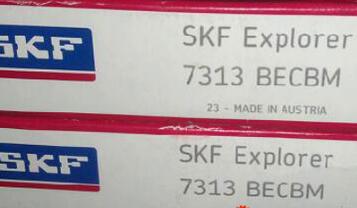 SKF
SKF Explorer
7313 BECBM
23 - MADE IN AUSTRIA
SKF
SKF Explorer
7313 BECBM